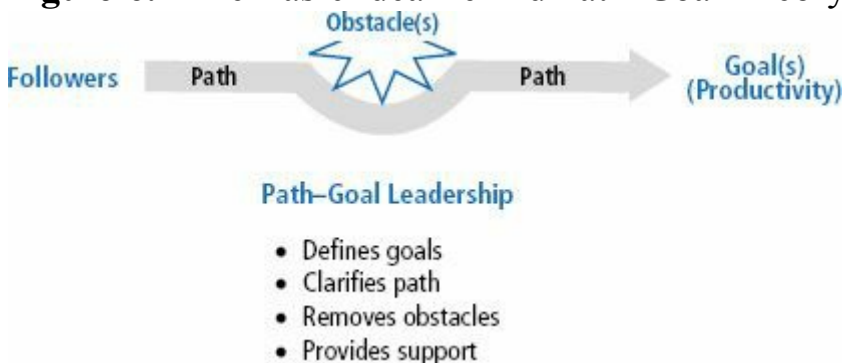 Obstacle(s)
Followers
Path
Path
Goal(s)
(Productivity)
Path–Goal Leadership
• Defines goals
• Clarifies path
• Removes obstacles
• Provides support